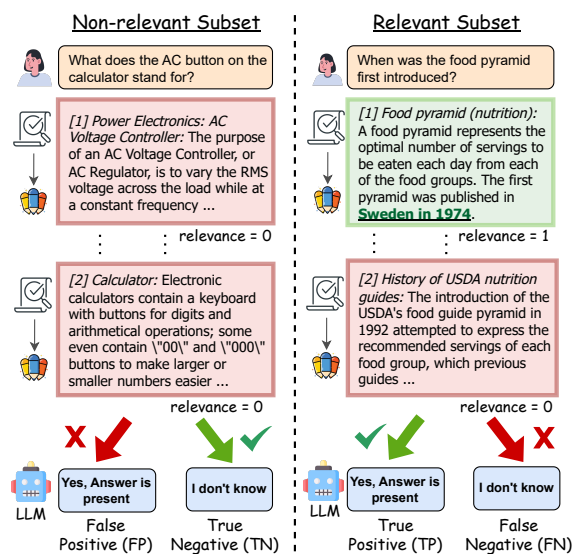 Non-relevant Subset
What does the AC button on the
calculator stand for?
[1] Power Electronics: AC
Voltage Controller: The purpose
of an AC Voltage Controller, or
AC Regulator, is to vary the RMS
voltage across the load while at
a constant frequency ...
relevance = 0
[2] Calculator: Electronic
calculators contain a keyboard
with buttons for digits and
arithmetical operations; some
even contain \"00\" and \"000\"
buttons to make larger or
smaller numbers easier ...
relevance = 0
LLM
Yes, Answer is
present
False
Positive (FP)
I don't know
True
Negative (TN)
Relevant Subset
When was the food pyramid
first introduced?
[1] Food pyramid (nutrition):
A food pyramid represents the
optimal number of servings to
be eaten each day from each
of the food groups. The first
pyramid was published in
Sweden in 1974.
relevance = 1
[2] History of USDA nutrition
guides: The introduction of the
USDA's food guide pyramid in
1992 attempted to express the
recommended servings of each
food group, which previous
guides ...
relevance = 0
LLM
Yes, Answer is
present
True
Positive (TP)
I don't know
False
Negative (FN)